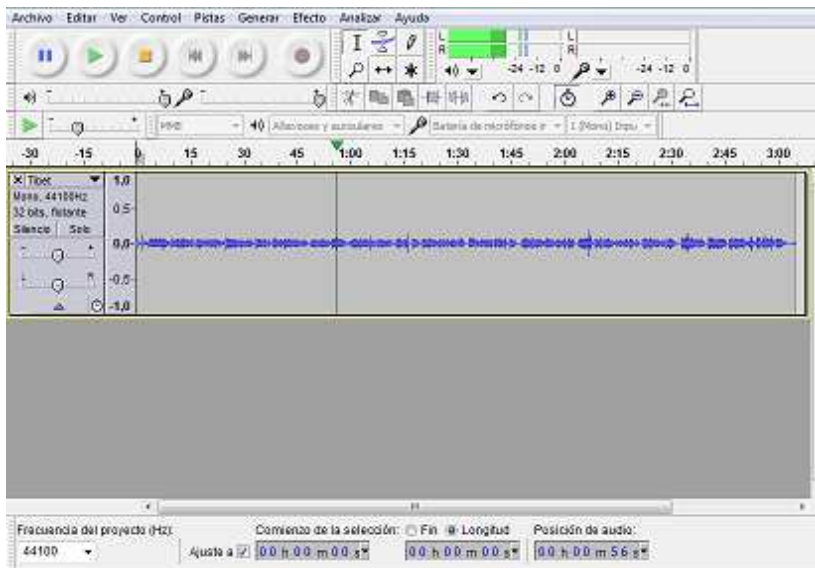 Archivo Editar Ver Control Pistas Generar Efecto Analizar Ayuda
L L
R R
-24 -12 0 -24 -12 0
MME Altavoces y auriculares Batería de micrófonos 1 (Mono)
-30 -15 0 15 30 45 1:00 1:15 1:30 1:45 2:00 2:15 2:30 2:45 3:00
X Tibet 1,0
Mono, 44100Hz
32 bits, flotante 0,5
Silencio Solo
- + 0,0
L R -0,5
-1,0
Frecuencia del proyecto (Hz): Comienzo de la selección: Fin Longitud Posición de audio:
44100 Ajuste a 00 h 00 m 00 s 00 h 00 m 00 s 00 h 00 m 56 s